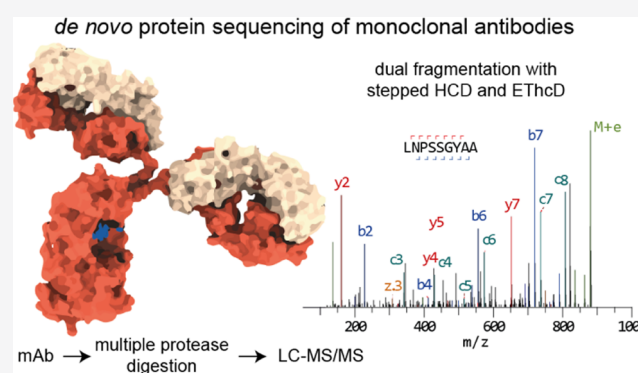 de novo protein sequencing of monoclonal antibodies
dual fragmentation with
stepped HCD and EThcD
LNPSSGYAA
M+e
b7
y2
c8
y7
c7
y5
b6
b2
c6
c3
y4 c4
z.3
b4
c5
200 400 600 800 100
m/z
mAb → multiple protease → LC-MS/MS
digestion